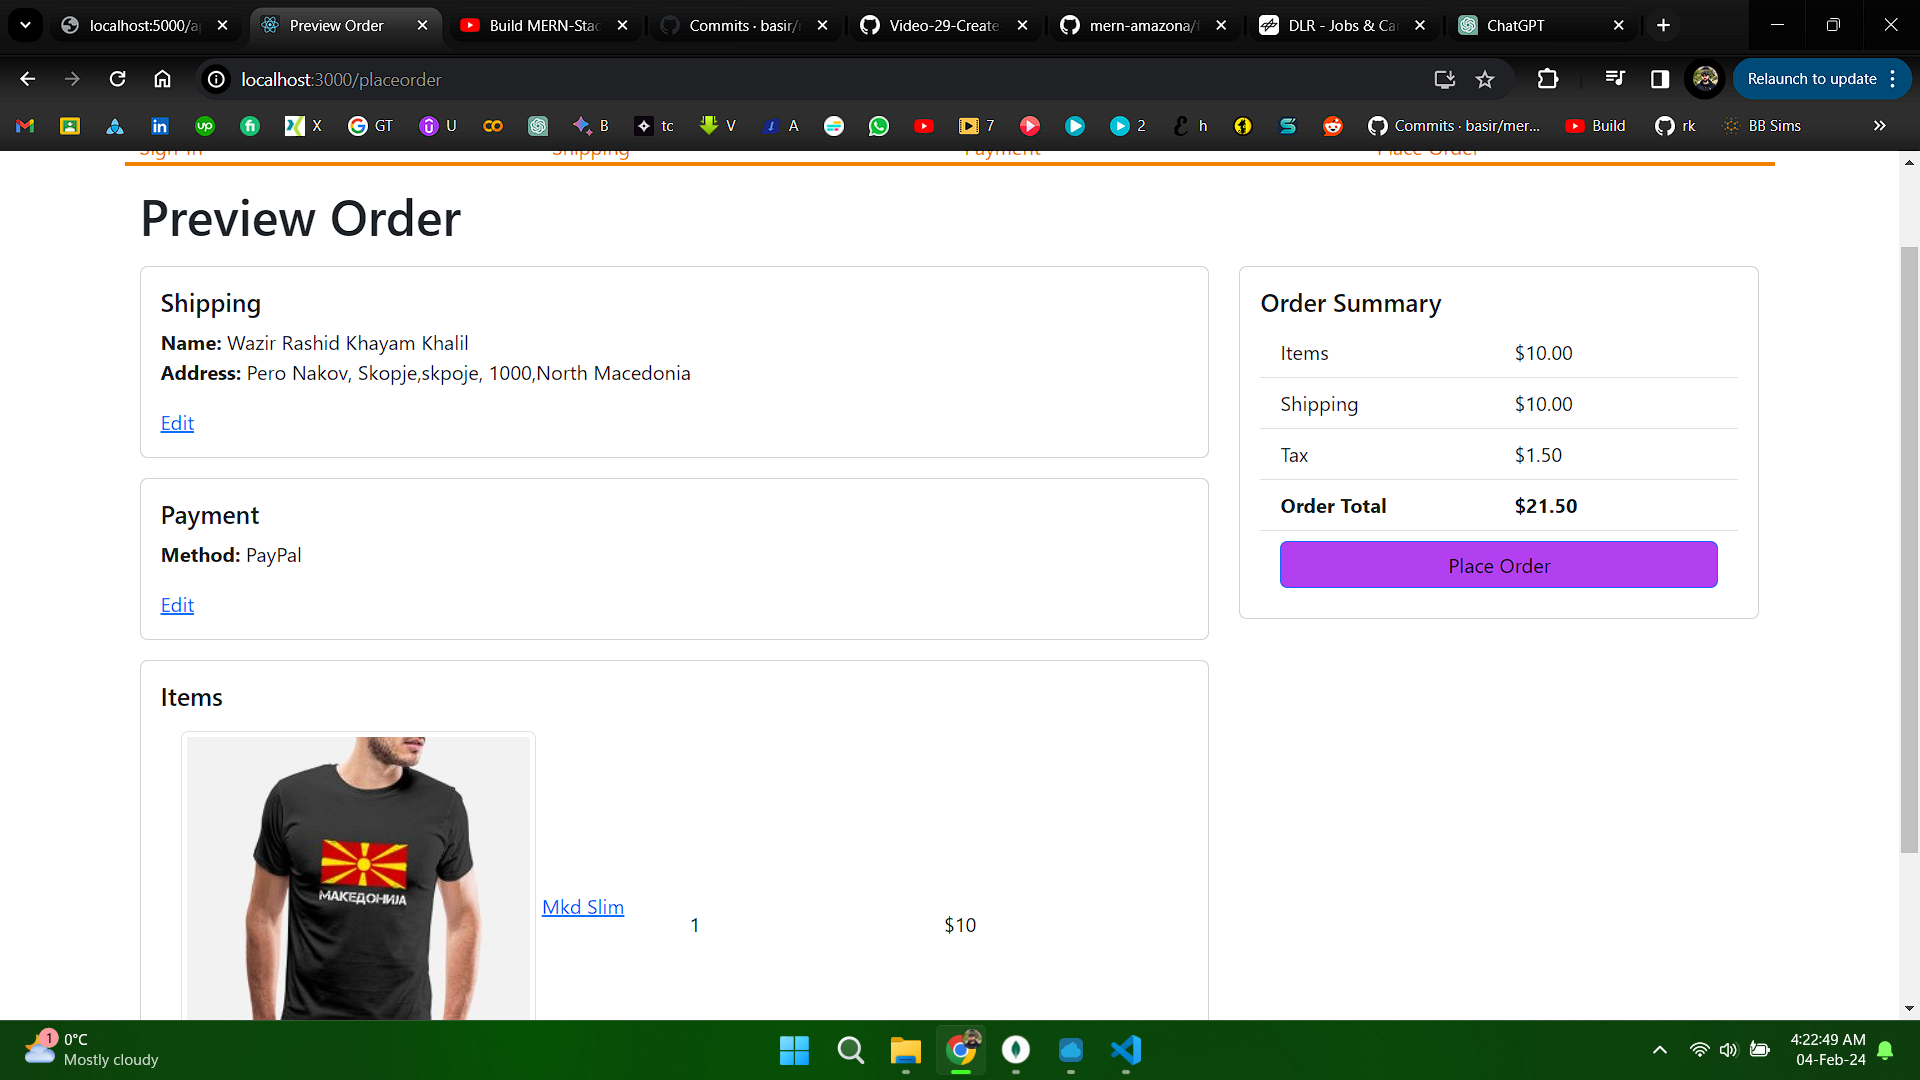 localhost:5000/a
Preview Order
Build MERN-Stac
Commits · basir/
Video-29-Create
mern-amazona/f
DLR - Jobs & Ca
ChatGPT
localhost:3000/placeorder
Relaunch to update
X
GT
U
B
tc
V
A
7
2
h
Commits · basir/mer...
Build
rk
BB Sims
Sign-In
Shipping
Payment
Place Order
Preview Order
Shipping
Name: Wazir Rashid Khayam Khalil
Address: Pero Nakov, Skopje,skpoje, 1000,North Macedonia
Edit
Payment
Method: PayPal
Edit
Items
МАКЕДОНИЈА
Mkd Slim
1
$10
Order Summary
Items $10.00
Shipping $10.00
Tax $1.50
Order Total $21.50
Place Order
1
0°C
Mostly cloudy
4:22:49 AM
04-Feb-24